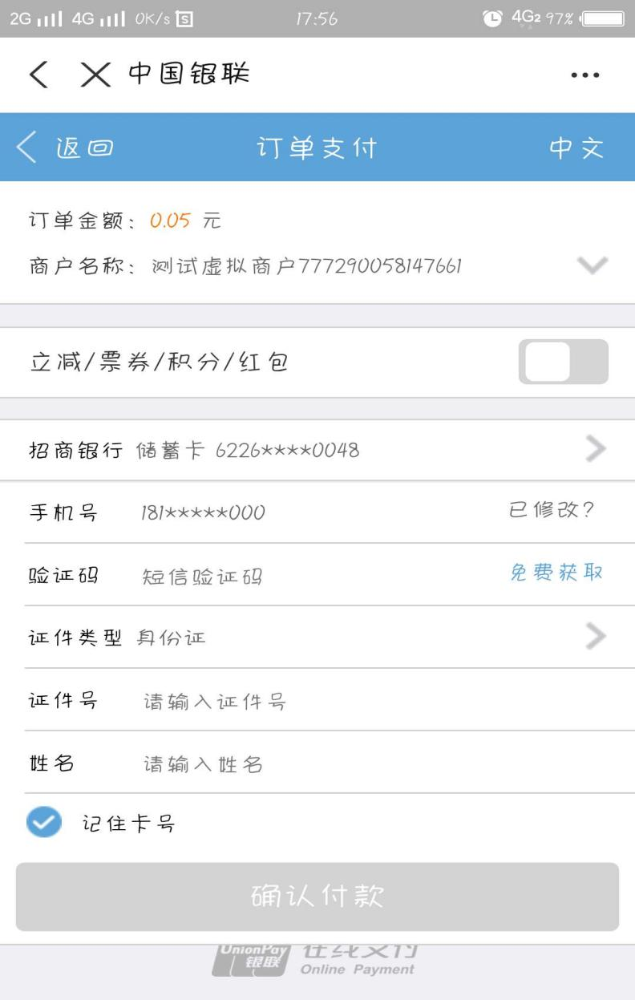 2G 4G 0K/s S 17:56 4G2 97%
中国银联
返回 订单支付 中文
订单金额: 0.05 元
商户名称: 测试虚拟商户777290058147661
立减/票券/积分/红包
招商银行 储蓄卡 6226****0048
手机号 181*****000 已修改?
验证码 短信验证码 免费获取
证件类型 身份证
证件号 请输入证件号
姓名 请输入姓名
记住卡号
确认付款
UnionPay 在线支付
银联 Online Payment